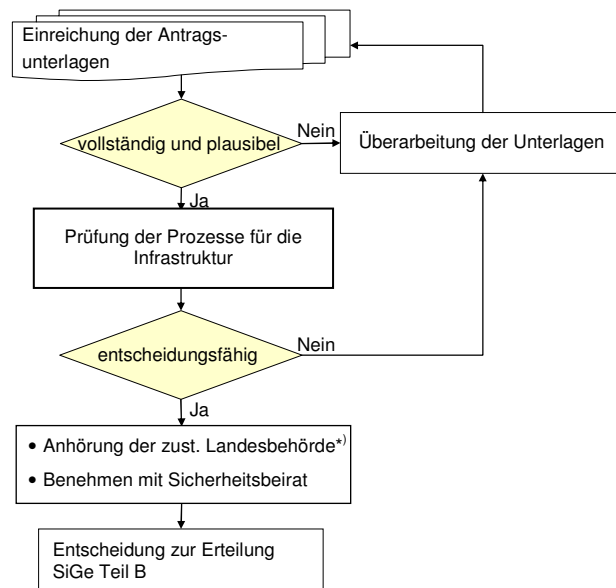 Einreichung der Antrags-
unterlagen
vollständig und plausibel
Nein
Überarbeitung der Unterlagen
Ja
Prüfung der Prozesse für die
Infrastruktur
entscheidungsfähig
Nein
Ja
• Anhörung der zust. Landesbehörde*)
• Benehmen mit Sicherheitsbeirat
Entscheidung zur Erteilung
SiGe Teil B